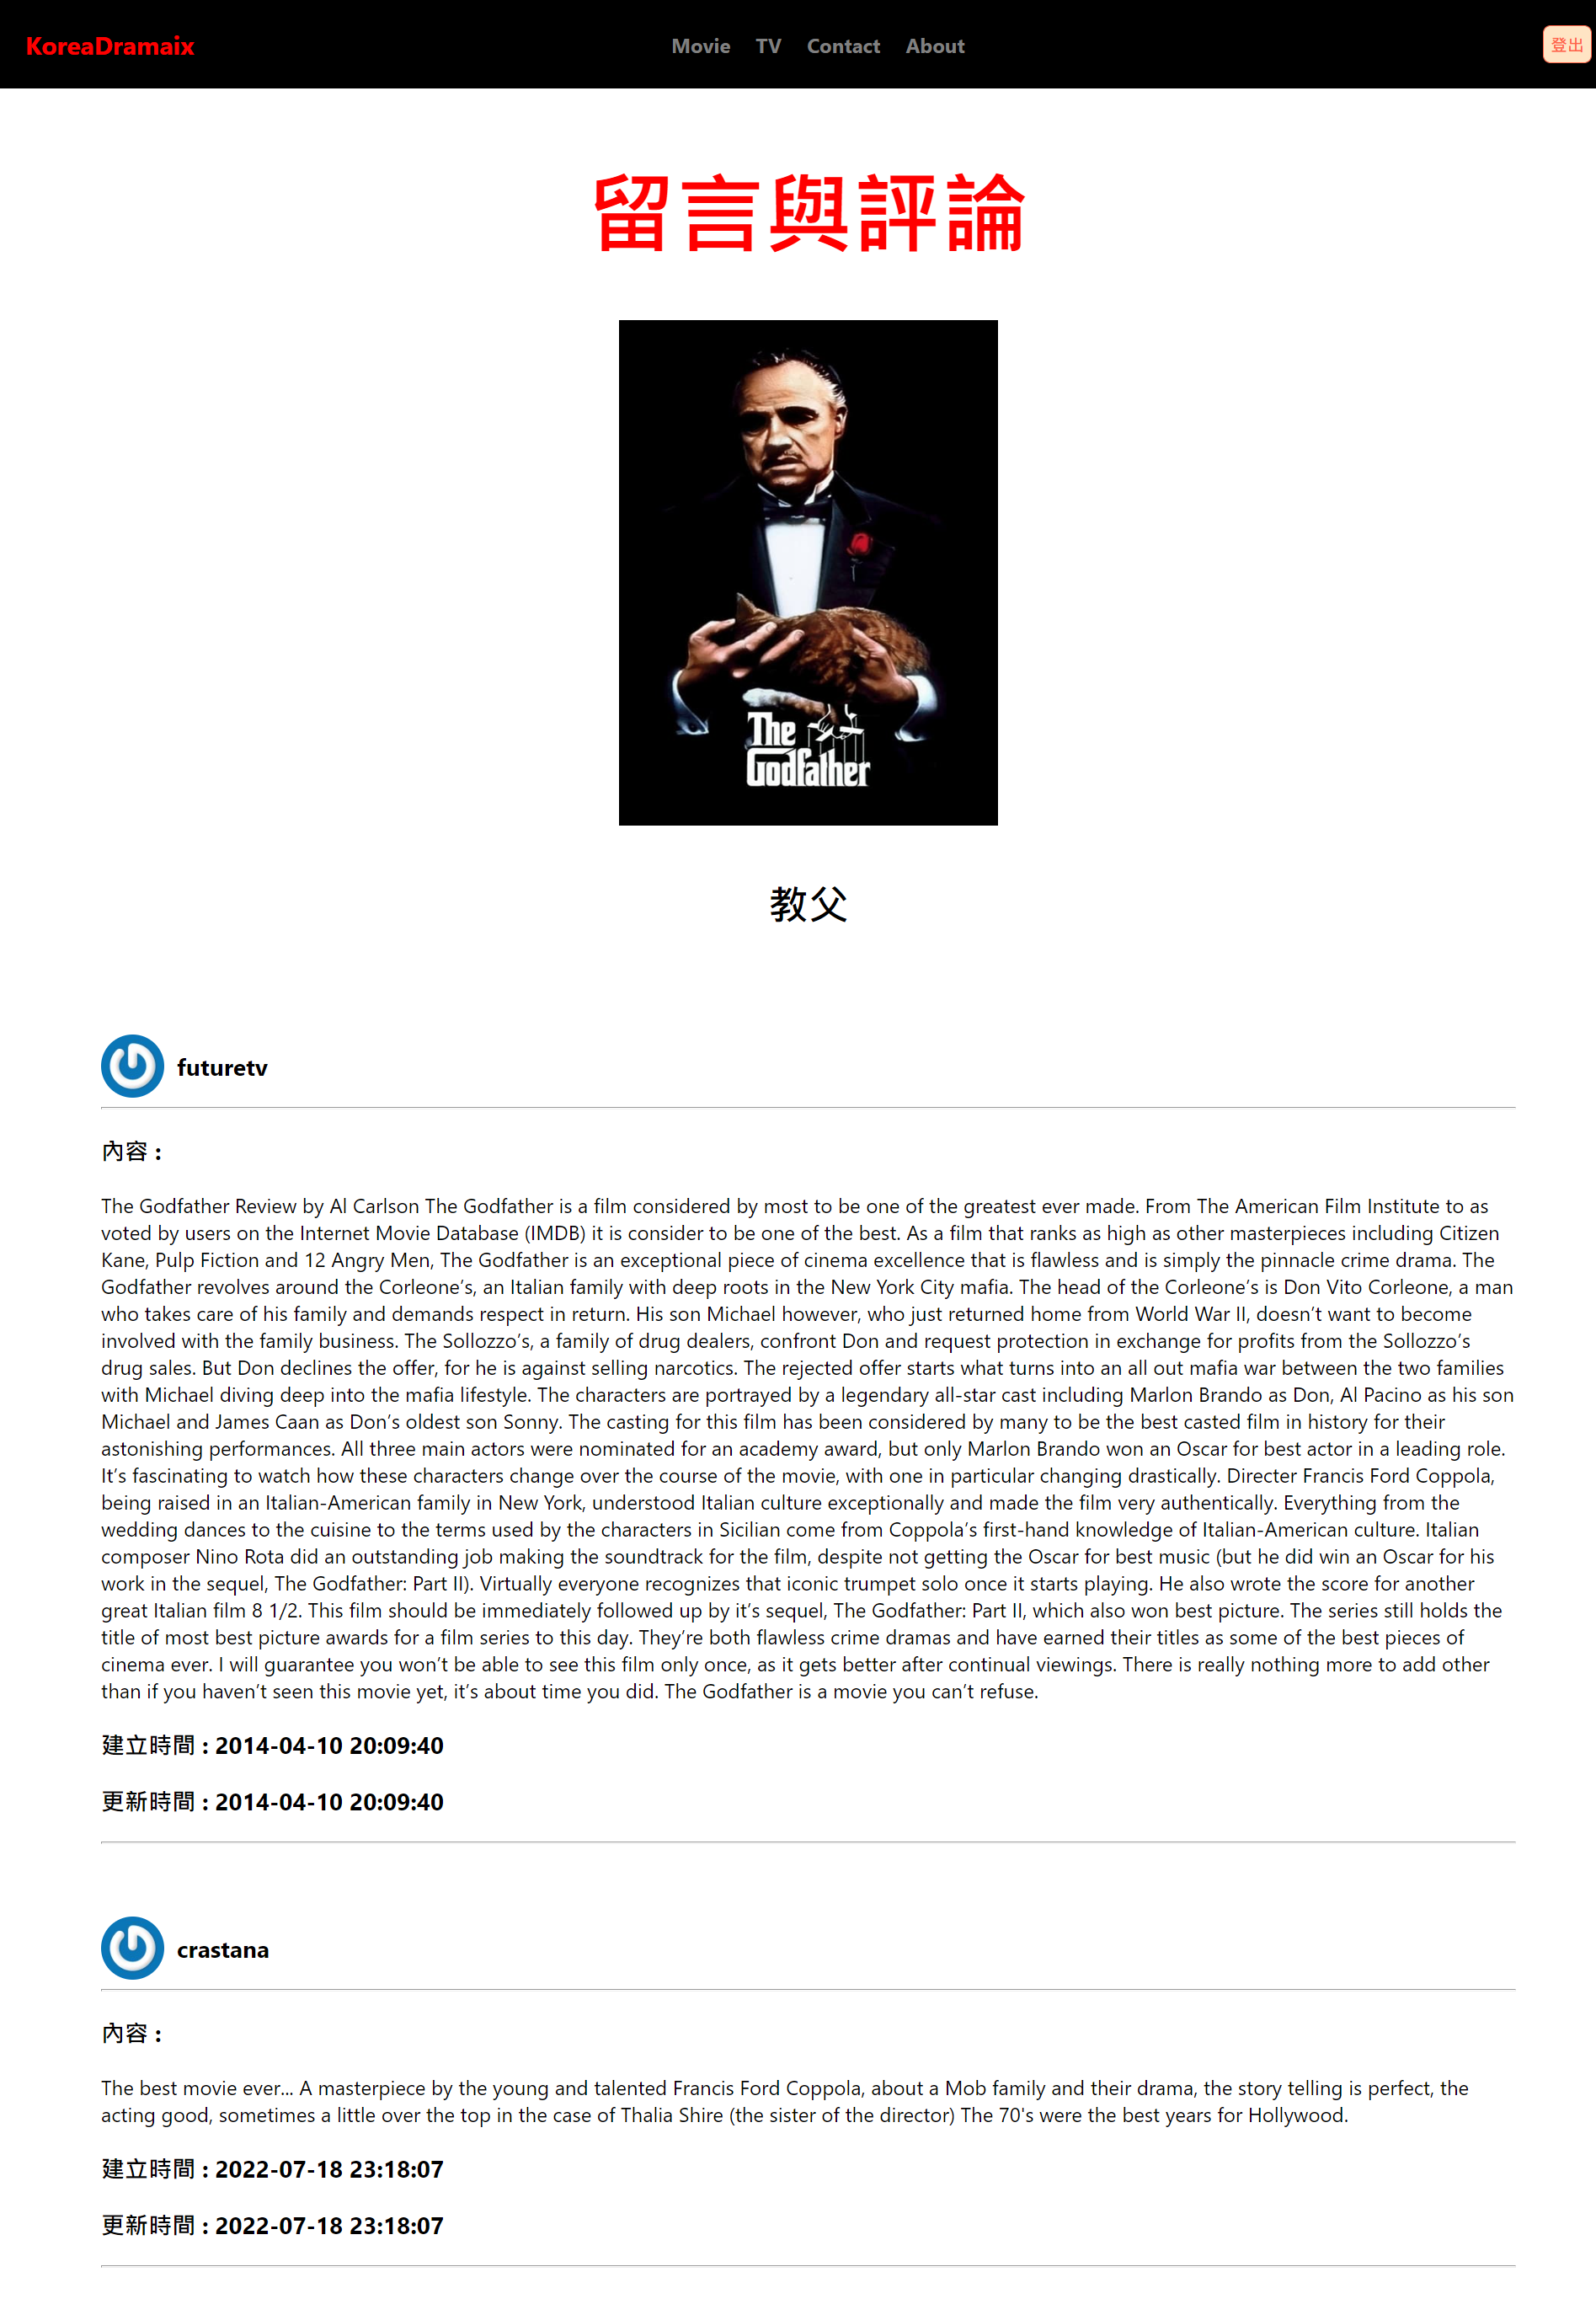 KoreaDramaix
Movie TV Contact About
登出
留言與評論
The
Godfather
教父
futuretv
內容 :
The Godfather Review by Al Carlson The Godfather is a film considered by most to be one of the greatest ever made. From The American Film Institute to as
voted by users on the Internet Movie Database (IMDB) it is consider to be one of the best. As a film that ranks as high as other masterpieces including Citizen
Kane, Pulp Fiction and 12 Angry Men, The Godfather is an exceptional piece of cinema excellence that is flawless and is simply the pinnacle crime drama. The
Godfather revolves around the Corleone’s, an Italian family with deep roots in the New York City mafia. The head of the Corleone’s is Don Vito Corleone, a man
who takes care of his family and demands respect in return. His son Michael however, who just returned home from World War II, doesn’t want to become
involved with the family business. The Sollozzo’s, a family of drug dealers, confront Don and request protection in exchange for profits from the Sollozzo’s
drug sales. But Don declines the offer, for he is against selling narcotics. The rejected offer starts what turns into an all out mafia war between the two families
with Michael diving deep into the mafia lifestyle. The characters are portrayed by a legendary all-star cast including Marlon Brando as Don, Al Pacino as his son
Michael and James Caan as Don’s oldest son Sonny. The casting for this film has been considered by many to be the best casted film in history for their
astonishing performances. All three main actors were nominated for an academy award, but only Marlon Brando won an Oscar for best actor in a leading role.
It’s fascinating to watch how these characters change over the course of the movie, with one in particular changing drastically. Directer Francis Ford Coppola,
being raised in an Italian-American family in New York, understood Italian culture exceptionally and made the film very authentically. Everything from the
wedding dances to the cuisine to the terms used by the characters in Sicilian come from Coppola’s first-hand knowledge of Italian-American culture. Italian
composer Nino Rota did an outstanding job making the soundtrack for the film, despite not getting the Oscar for best music (but he did win an Oscar for his
work in the sequel, The Godfather: Part II). Virtually everyone recognizes that iconic trumpet solo once it starts playing. He also wrote the score for another
great Italian film 8 1/2. This film should be immediately followed up by it’s sequel, The Godfather: Part II, which also won best picture. The series still holds the
title of most best picture awards for a film series to this day. They’re both flawless crime dramas and have earned their titles as some of the best pieces of
cinema ever. I will guarantee you won’t be able to see this film only once, as it gets better after continual viewings. There is really nothing more to add other
than if you haven’t seen this movie yet, it’s about time you did. The Godfather is a movie you can’t refuse.
建立時間 : 2014-04-10 20:09:40
更新時間 : 2014-04-10 20:09:40
crastana
內容 :
The best movie ever... A masterpiece by the young and talented Francis Ford Coppola, about a Mob family and their drama, the story telling is perfect, the
acting good, sometimes a little over the top in the case of Thalia Shire (the sister of the director) The 70's were the best years for Hollywood.
建立時間 : 2022-07-18 23:18:07
更新時間 : 2022-07-18 23:18:07